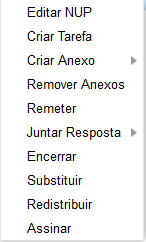 Editar NUP
Criar Tarefa
Criar Anexo
Remover Anexos
Remeter
Juntar Resposta
Encerrar
Substituir
Redistribuir
Assinar